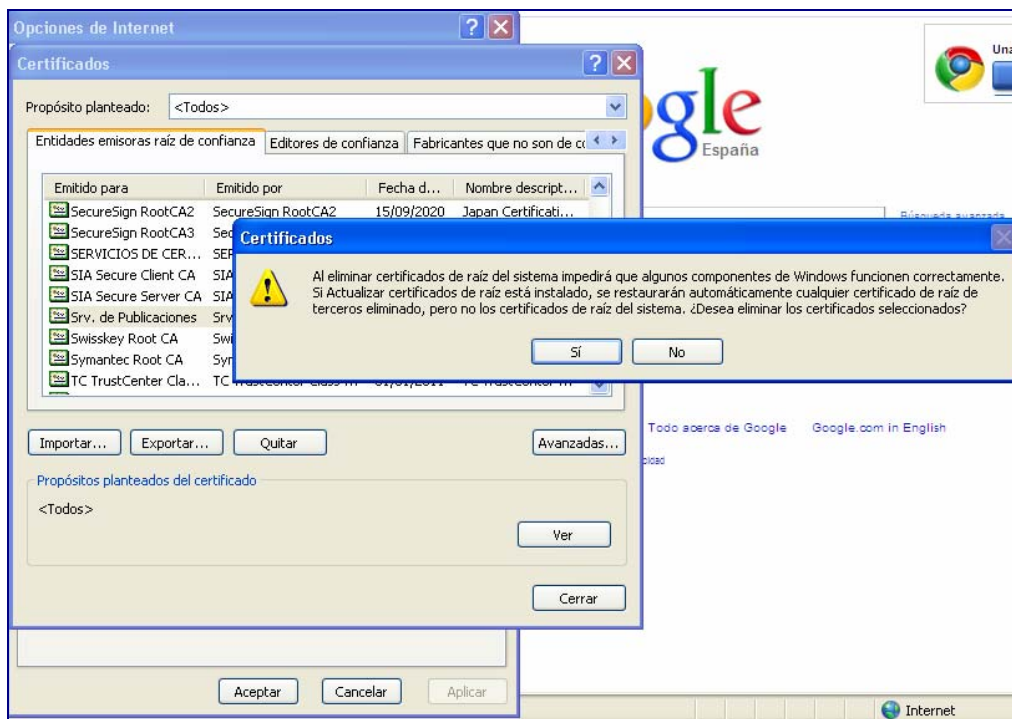 Opciones de Internet
Certificados
Propósito planteado: <Todos>
Entidades emisoras raíz de confianza Editores de confianza Fabricantes que no son de
Emitido para Emitido por Fecha d... Nombre descript...
SecureSign RootCA2 SecureSign RootCA2 15/09/2020 Japan Certificati...
SecureSign RootCA3
SERVICIOS DE CER...
SIA Secure Client CA SIA
SIA Secure Server CA SIA
Srv. de Publicaciones Srv
Swisskey Root CA
Symantec Root CA
TC TrustCenter Cla...
Importar... Exportar... Quitar Avanzadas...
Propósitos planteados del certificado
<Todos>
Ver
Cerrar
Aceptar Cancelar Aplicar
Certificados
Al eliminar certificados de raíz del sistema impedirá que algunos componentes de Windows funcionen correctamente.
Si Actualizar certificados de raíz está instalado, se restaurarán automáticamente cualquier certificado de raíz de
terceros eliminado, pero no los certificados de raíz del sistema. ¿Desea eliminar los certificados seleccionados?
Sí No
Una
ogle
España
Búsqueda avanzada
Todo acerca de Google Google.com in English
Internet